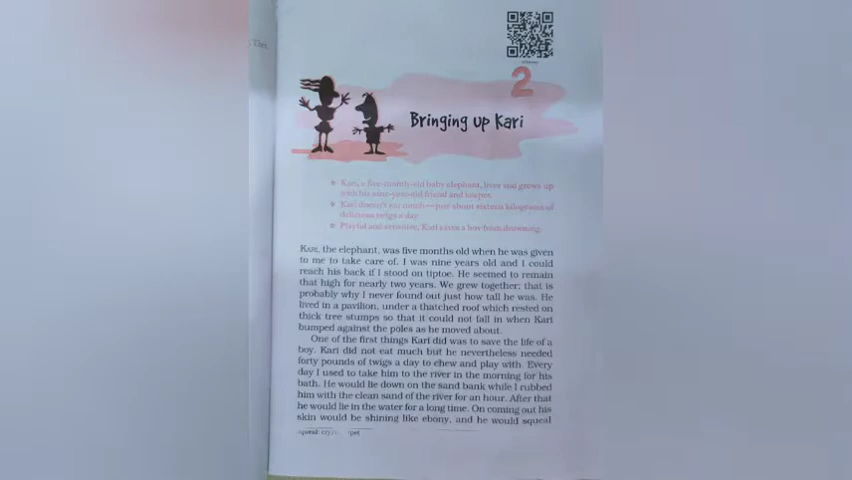 2
Bringing up Kari
Kari, a five-month-old baby elephant, lives and grows up
with his nine-year-old friend and keeper.
Kari doesn't eat much—just about sixteen kilograms of
delicious twigs a day.
Playful and sensitive, Kari saves a boy from drowning.
KARI, the elephant, was five months old when he was given
to me to take care of. I was nine years old and I could
reach his back if I stood on tiptoe. He seemed to remain
that high for nearly two years. We grew together; that is
probably why I never found out just how tall he was. He
lived in a pavilion, under a thatched roof which rested on
thick tree stumps so that it could not fall in when Kari
bumped against the poles as he moved about.
One of the first things Kari did was to save the life of a
boy. Kari did not eat much but he nevertheless needed
forty pounds of twigs a day to chew and play with. Every
day I used to take him to the river in the morning for his
bath. He would lie down on the sand bank while I rubbed
him with the clean sand of the river for an hour. After that
he would lie in the water for a long time. On coming out his
skin would be shining like ebony, and he would squeal
squeal: cry